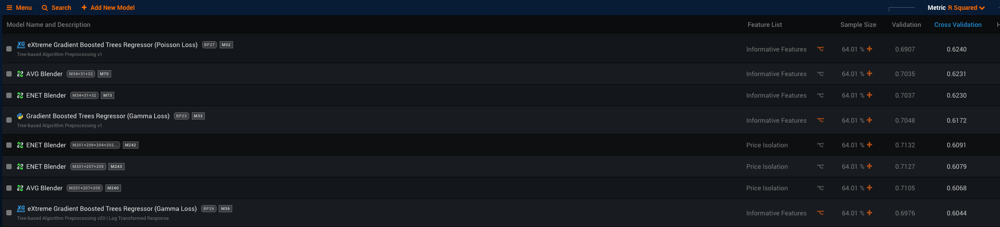 Menu Search Add New Model Metric R Squared
Model Name and Description Feature List Sample Size Validation Cross Validation H
XG Boost eXtreme Gradient Boosted Trees Regressor (Poisson Loss) BP27 M32 Informative Features 64.01 % 0.6907 0.6240
Tree-based Algorithm Preprocessing v1
AVG Blender M34+31+32 M70 Informative Features 64.01 % 0.7035 0.6231
ENET Blender M34+31+32 M73 Informative Features 64.01 % 0.7037 0.6230
Gradient Boosted Trees Regressor (Gamma Loss) BP23 M33 Informative Features 64.01 % 0.7048 0.6172
Tree-based Algorithm Preprocessing v1
ENET Blender M201+206+204+202... M242 Price Isolation 64.01 % 0.7132 0.6091
ENET Blender M201+207+205 M243 Price Isolation 64.01 % 0.7127 0.6079
AVG Blender M201+207+205 M240 Price Isolation 64.01 % 0.7105 0.6068
XG Boost eXtreme Gradient Boosted Trees Regressor (Gamma Loss) BP26 M36 Informative Features 64.01 % 0.6976 0.6044
Tree-based Algorithm Preprocessing v20 | Log Transformed Response